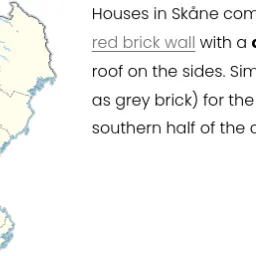 Houses in Skåne com
red brick wall with a
roof on the sides. Sim
as grey brick) for the
southern half of the c